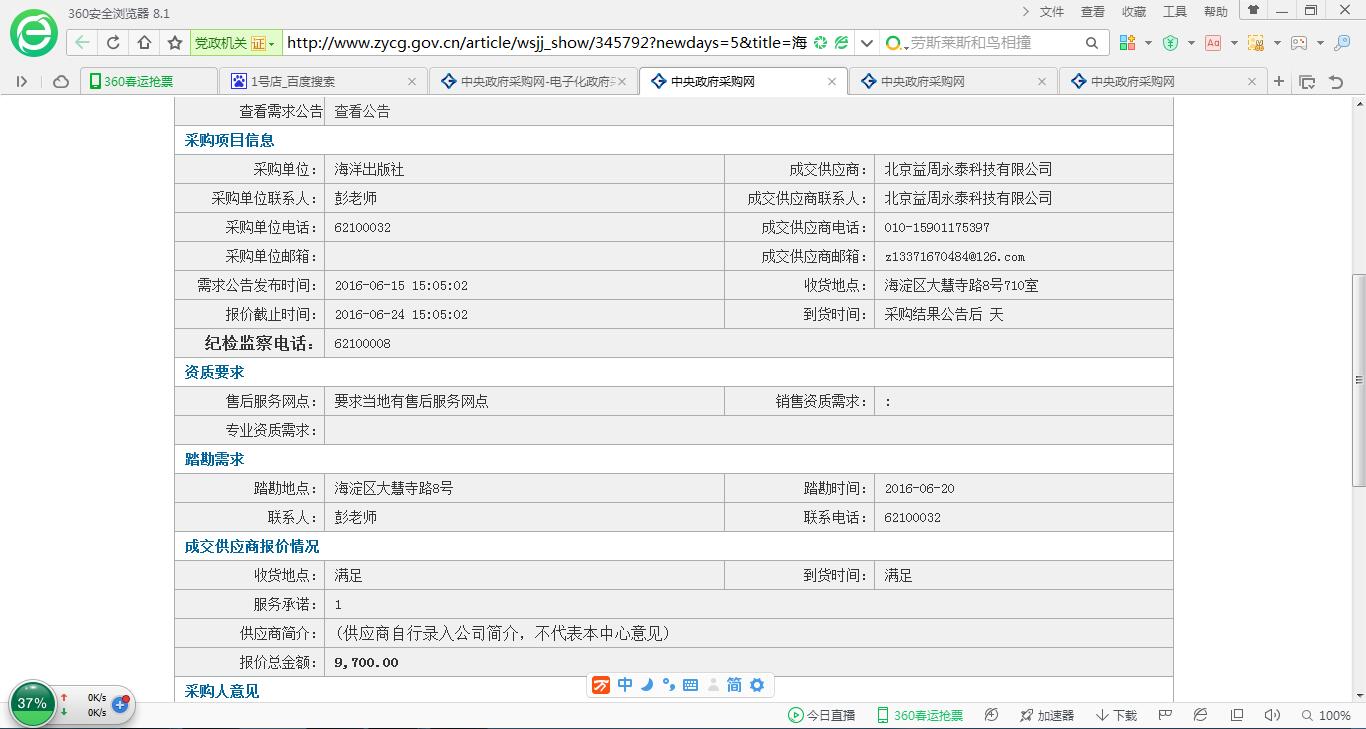 360安全浏览器 8.1
文件 查看 收藏 工具 帮助
党政机关 证 http://www.zycg.gov.cn/article/wsjj_show/345792?newdays=5&title=海 劳斯莱斯和鸟相撞
360春运抢票 1号店_百度搜索 中央政府采购网-电子化政府 中央政府采购网 中央政府采购网 中央政府采购网
查看需求公告 查看公告
采购项目信息
采购单位： 海洋出版社 成交供应商： 北京益周永泰科技有限公司
采购单位联系人： 彭老师 成交供应商联系人： 北京益周永泰科技有限公司
采购单位电话： 62100032 成交供应商电话： 010-15901175397
采购单位邮箱： 成交供应商邮箱： z13371670484@126.com
需求公告发布时间： 2016-06-15 15:05:02 收货地点： 海淀区大慧寺路8号710室
报价截止时间： 2016-06-24 15:05:02 到货时间： 采购结果公告后 天
纪检监察电话： 62100008
资质要求
售后服务网点： 要求当地有售后服务网点 销售资质需求： ：
专业资质需求：
踏勘需求
踏勘地点： 海淀区大慧寺路8号 踏勘时间： 2016-06-20
联系人： 彭老师 联系电话： 62100032
成交供应商报价情况
收货地点： 满足 到货时间： 满足
服务承诺： 1
供应商简介： (供应商自行录入公司简介，不代表本中心意见)
报价总金额： 9,700.00
采购人意见
万 中 简
37% 0K/s
0K/s
今日直播 360春运抢票 加速器 下载 100%